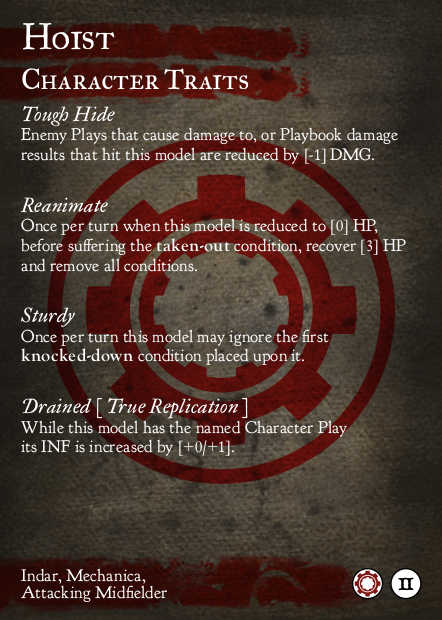 Hoist
Character Traits
Tough Hide
Enemy Plays that cause damage to, or Playbook damage
results that hit this model are reduced by [-1] DMG.
Reanimate
Once per turn when this model is reduced to [0] HP,
before suffering the taken-out condition, recover [3] HP
and remove all conditions.
Sturdy
Once per turn this model may ignore the first
knocked-down condition placed upon it.
Drained [ True Replication ]
While this model has the named Character Play
its INF is increased by [+0/+1].
Indar, Mechanica,
Attacking Midfielder
II